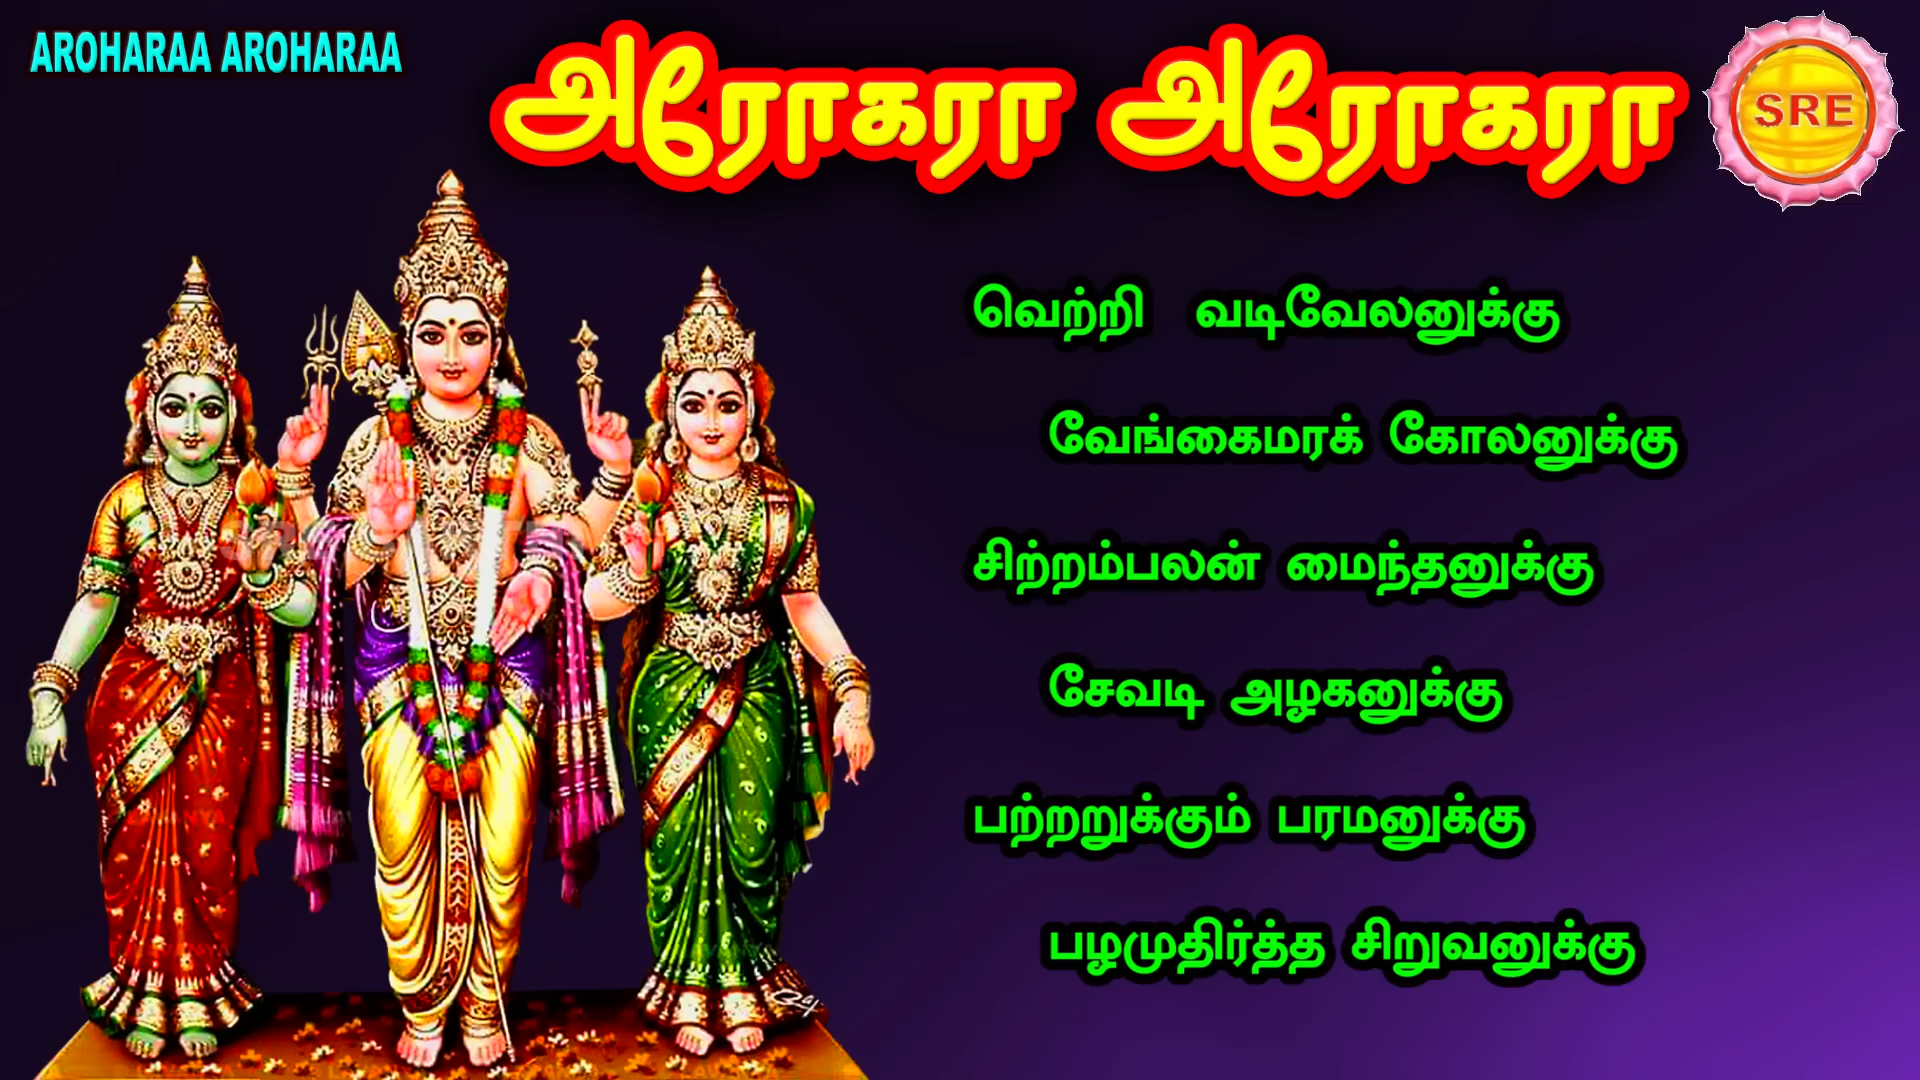 AROHARAA AROHARAA
அரோகரா அரோகரா
SRE
வெற்றி வடிவேலனுக்கு
வேங்கைமரக் கோலனுக்கு
சிற்றம்பலன் மைந்தனுக்கு
சேவடி அழகனுக்கு
பற்றறுக்கும் பரமனுக்கு
பழமுதிர்த்த சிறுவனுக்கு